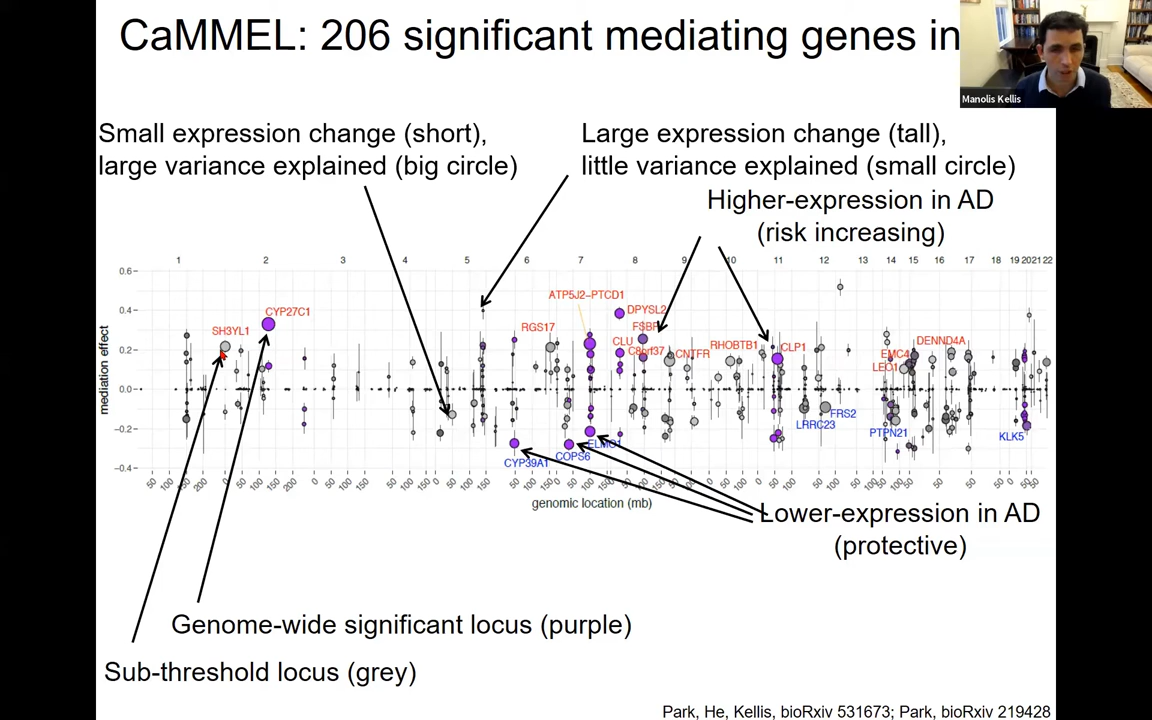 CaMMEL: 206 significant mediating genes in
Manolis Kellis
Small expression change (short),
large variance explained (big circle)
Large expression change (tall),
little variance explained (small circle)
Higher-expression in AD
(risk increasing)
1 2 3 4 5 6 7 8 9 10 11 12 14 15 16 17 18 19 20 21 22
0.6
0.4
0.2
0.0
-0.2
-0.4
mediation effect
SH3YL1
CYP27C1
RGS17
ATP5J2-PTCD1
DPYSL2
FSBP
CLU
C8orf37
CNTFR
RHOBTB1
CLP1
EMC4
DENND4A
LEO1
FRS2
LRRC23
PTPN21
KLK5
ELMO1
COPS6
CYP39A1
genomic location (mb)
Lower-expression in AD
(protective)
Genome-wide significant locus (purple)
Sub-threshold locus (grey)
Park, He, Kellis, bioRxiv 531673; Park, bioRxiv 219428